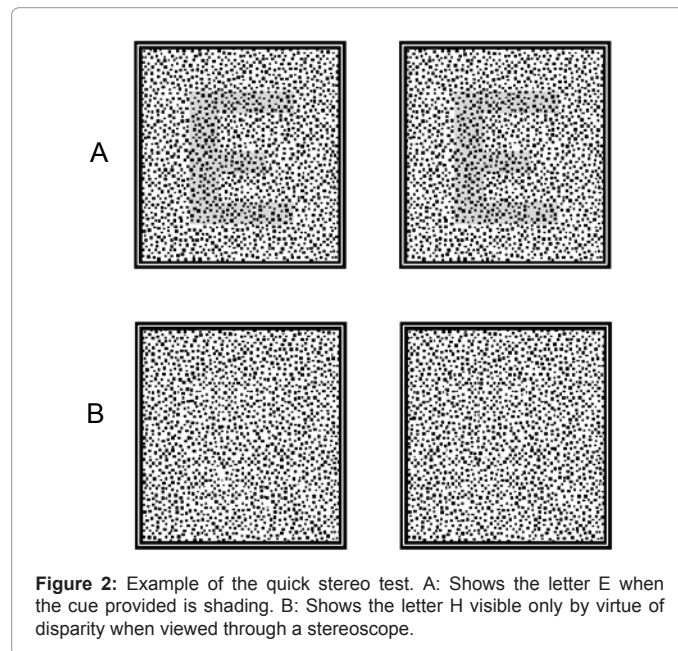 A
B
Figure 2: Example of the quick stereo test. A: Shows the letter E when
the cue provided is shading. B: Shows the letter H visible only by virtue of
disparity when viewed through a stereoscope.